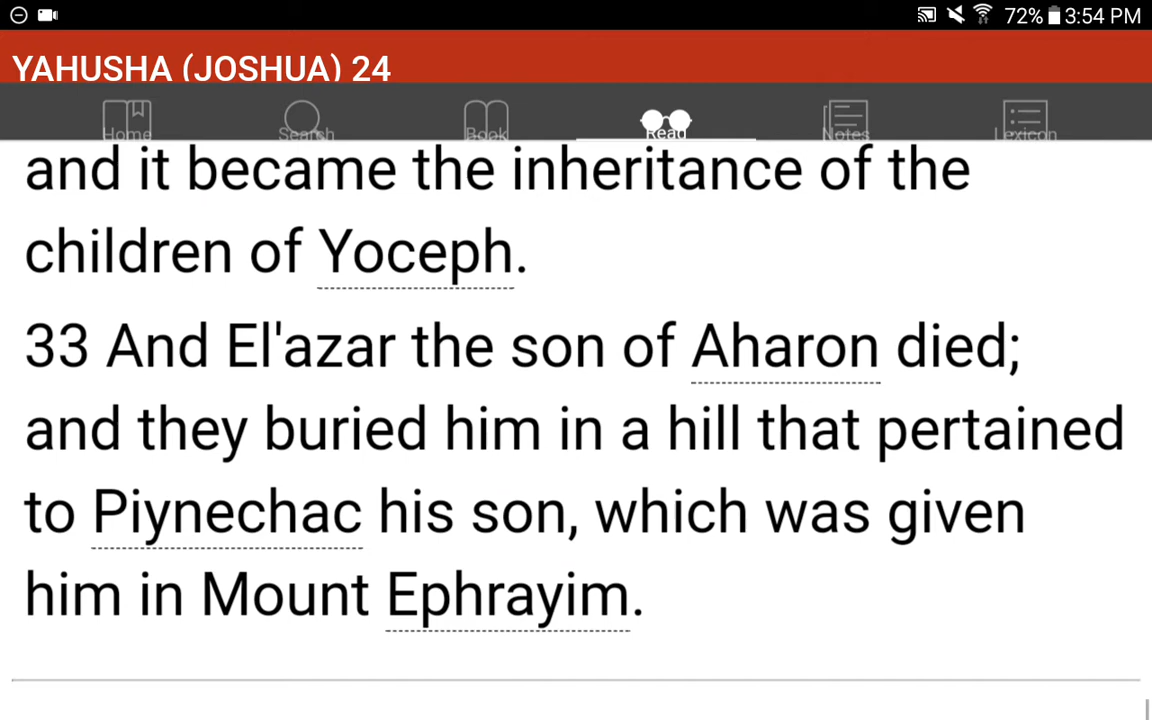 72% 3:54 PM
YAHUSHA (JOSHUA) 24
Home Search Book Read Notes Lexicon
and it became the inheritance of the
children of Yoceph.
33 And El'azar the son of Aharon died;
and they buried him in a hill that pertained
to Piynechac his son, which was given
him in Mount Ephrayim.